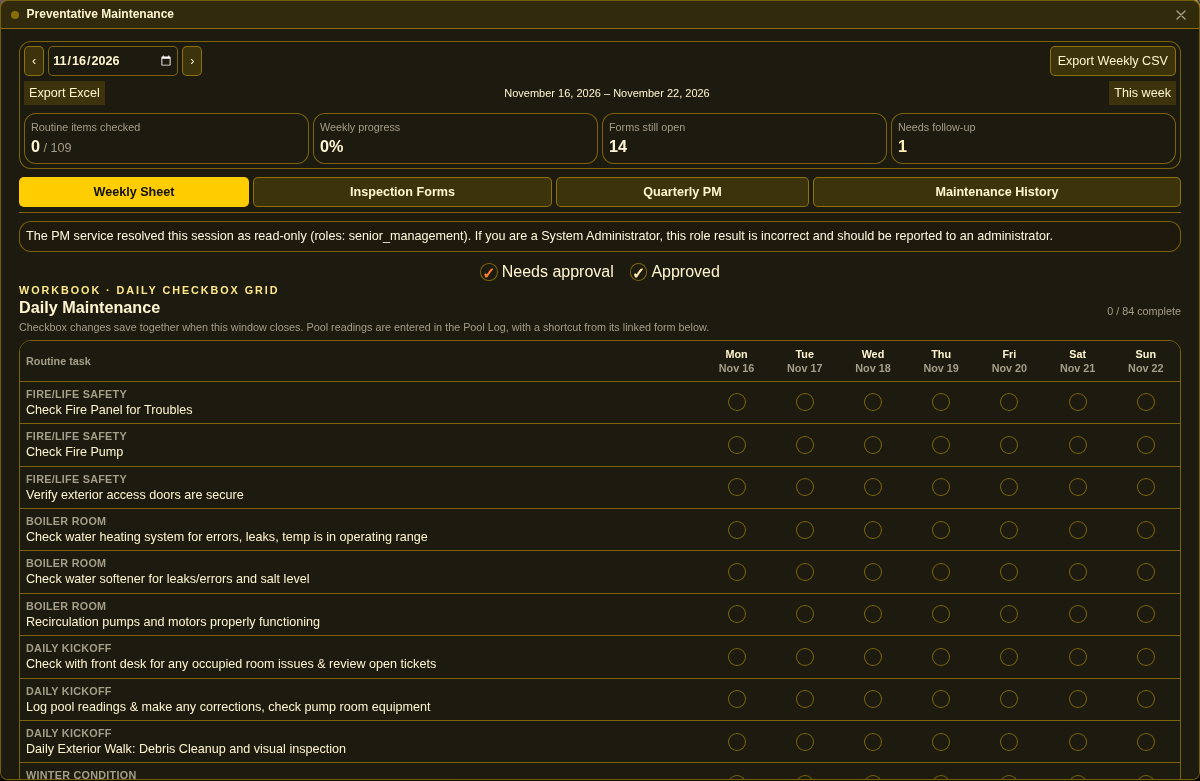 Preventative Maintenance
‹ 11/16/2026 › Export Weekly CSV
Export Excel November 16, 2026 – November 22, 2026 This week
Routine items checked Weekly progress Forms still open Needs follow-up
0 / 109 0% 14 1
Weekly Sheet Inspection Forms Quarterly PM Maintenance History
The PM service resolved this session as read-only (roles: senior_management). If you are a System Administrator, this role result is incorrect and should be reported to an administrator.
Needs approval Approved
WORKBOOK · DAILY CHECKBOX GRID
Daily Maintenance 0 / 84 complete
Checkbox changes save together when this window closes. Pool readings are entered in the Pool Log, with a shortcut from its linked form below.
Routine task Mon Tue Wed Thu Fri Sat Sun
Nov 16 Nov 17 Nov 18 Nov 19 Nov 20 Nov 21 Nov 22
FIRE/LIFE SAFETY
Check Fire Panel for Troubles
FIRE/LIFE SAFETY
Check Fire Pump
FIRE/LIFE SAFETY
Verify exterior access doors are secure
BOILER ROOM
Check water heating system for errors, leaks, temp is in operating range
BOILER ROOM
Check water softener for leaks/errors and salt level
BOILER ROOM
Recirculation pumps and motors properly functioning
DAILY KICKOFF
Check with front desk for any occupied room issues & review open tickets
DAILY KICKOFF
Log pool readings & make any corrections, check pump room equipment
DAILY KICKOFF
Daily Exterior Walk: Debris Cleanup and visual inspection
WINTER CONDITION